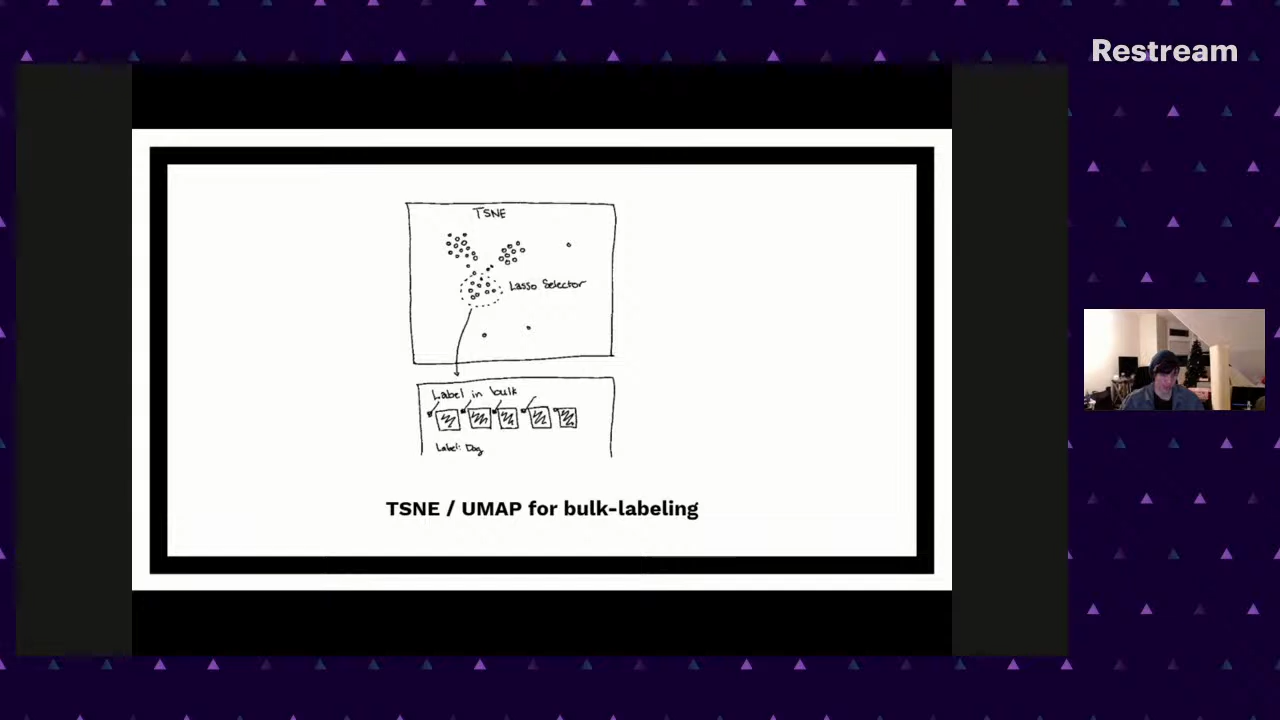 Restream
TSNE
Lasso Selector
Label in bulk
Label: Dog
TSNE / UMAP for bulk-labeling